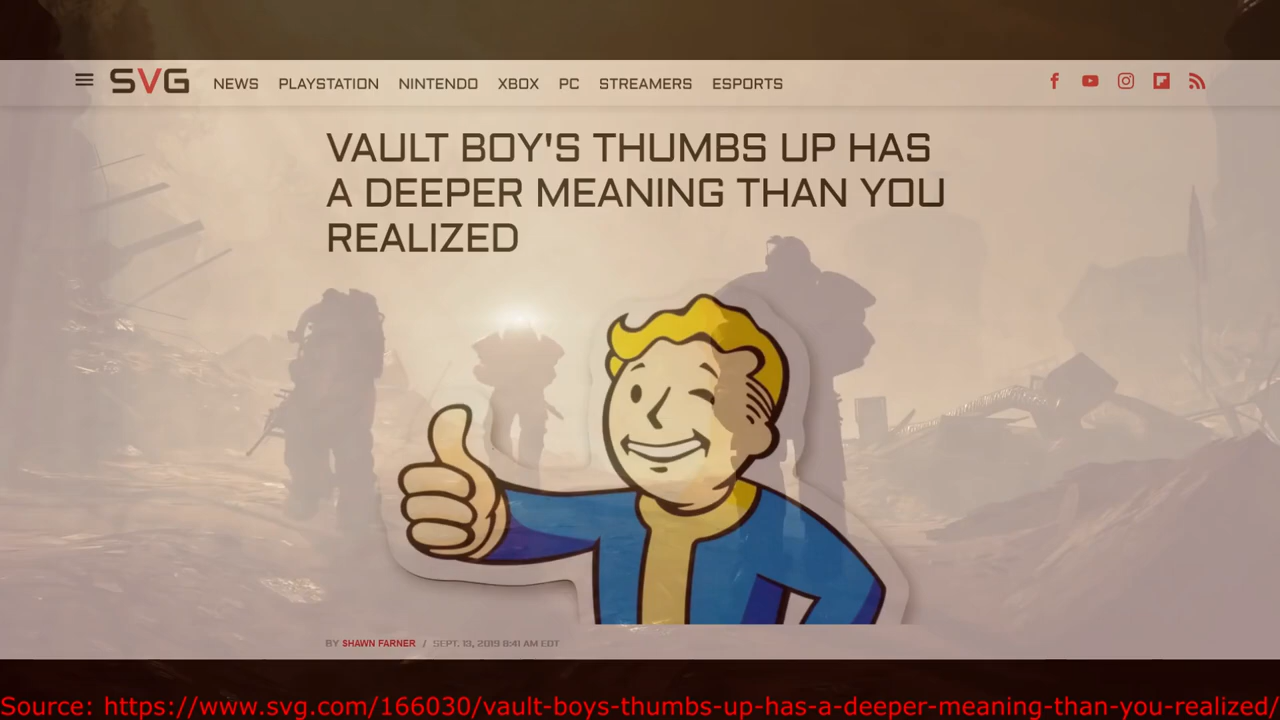 SVG NEWS PLAYSTATION NINTENDO XBOX PC STREAMERS ESPORTS
VAULT BOY'S THUMBS UP HAS
A DEEPER MEANING THAN YOU
REALIZED
BY SHAWN FARNER / SEPT. 13, 2019 8:41 AM EDT
Source: https://www.svg.com/166030/vault-boys-thumbs-up-has-a-deeper-meaning-than-you-realized/